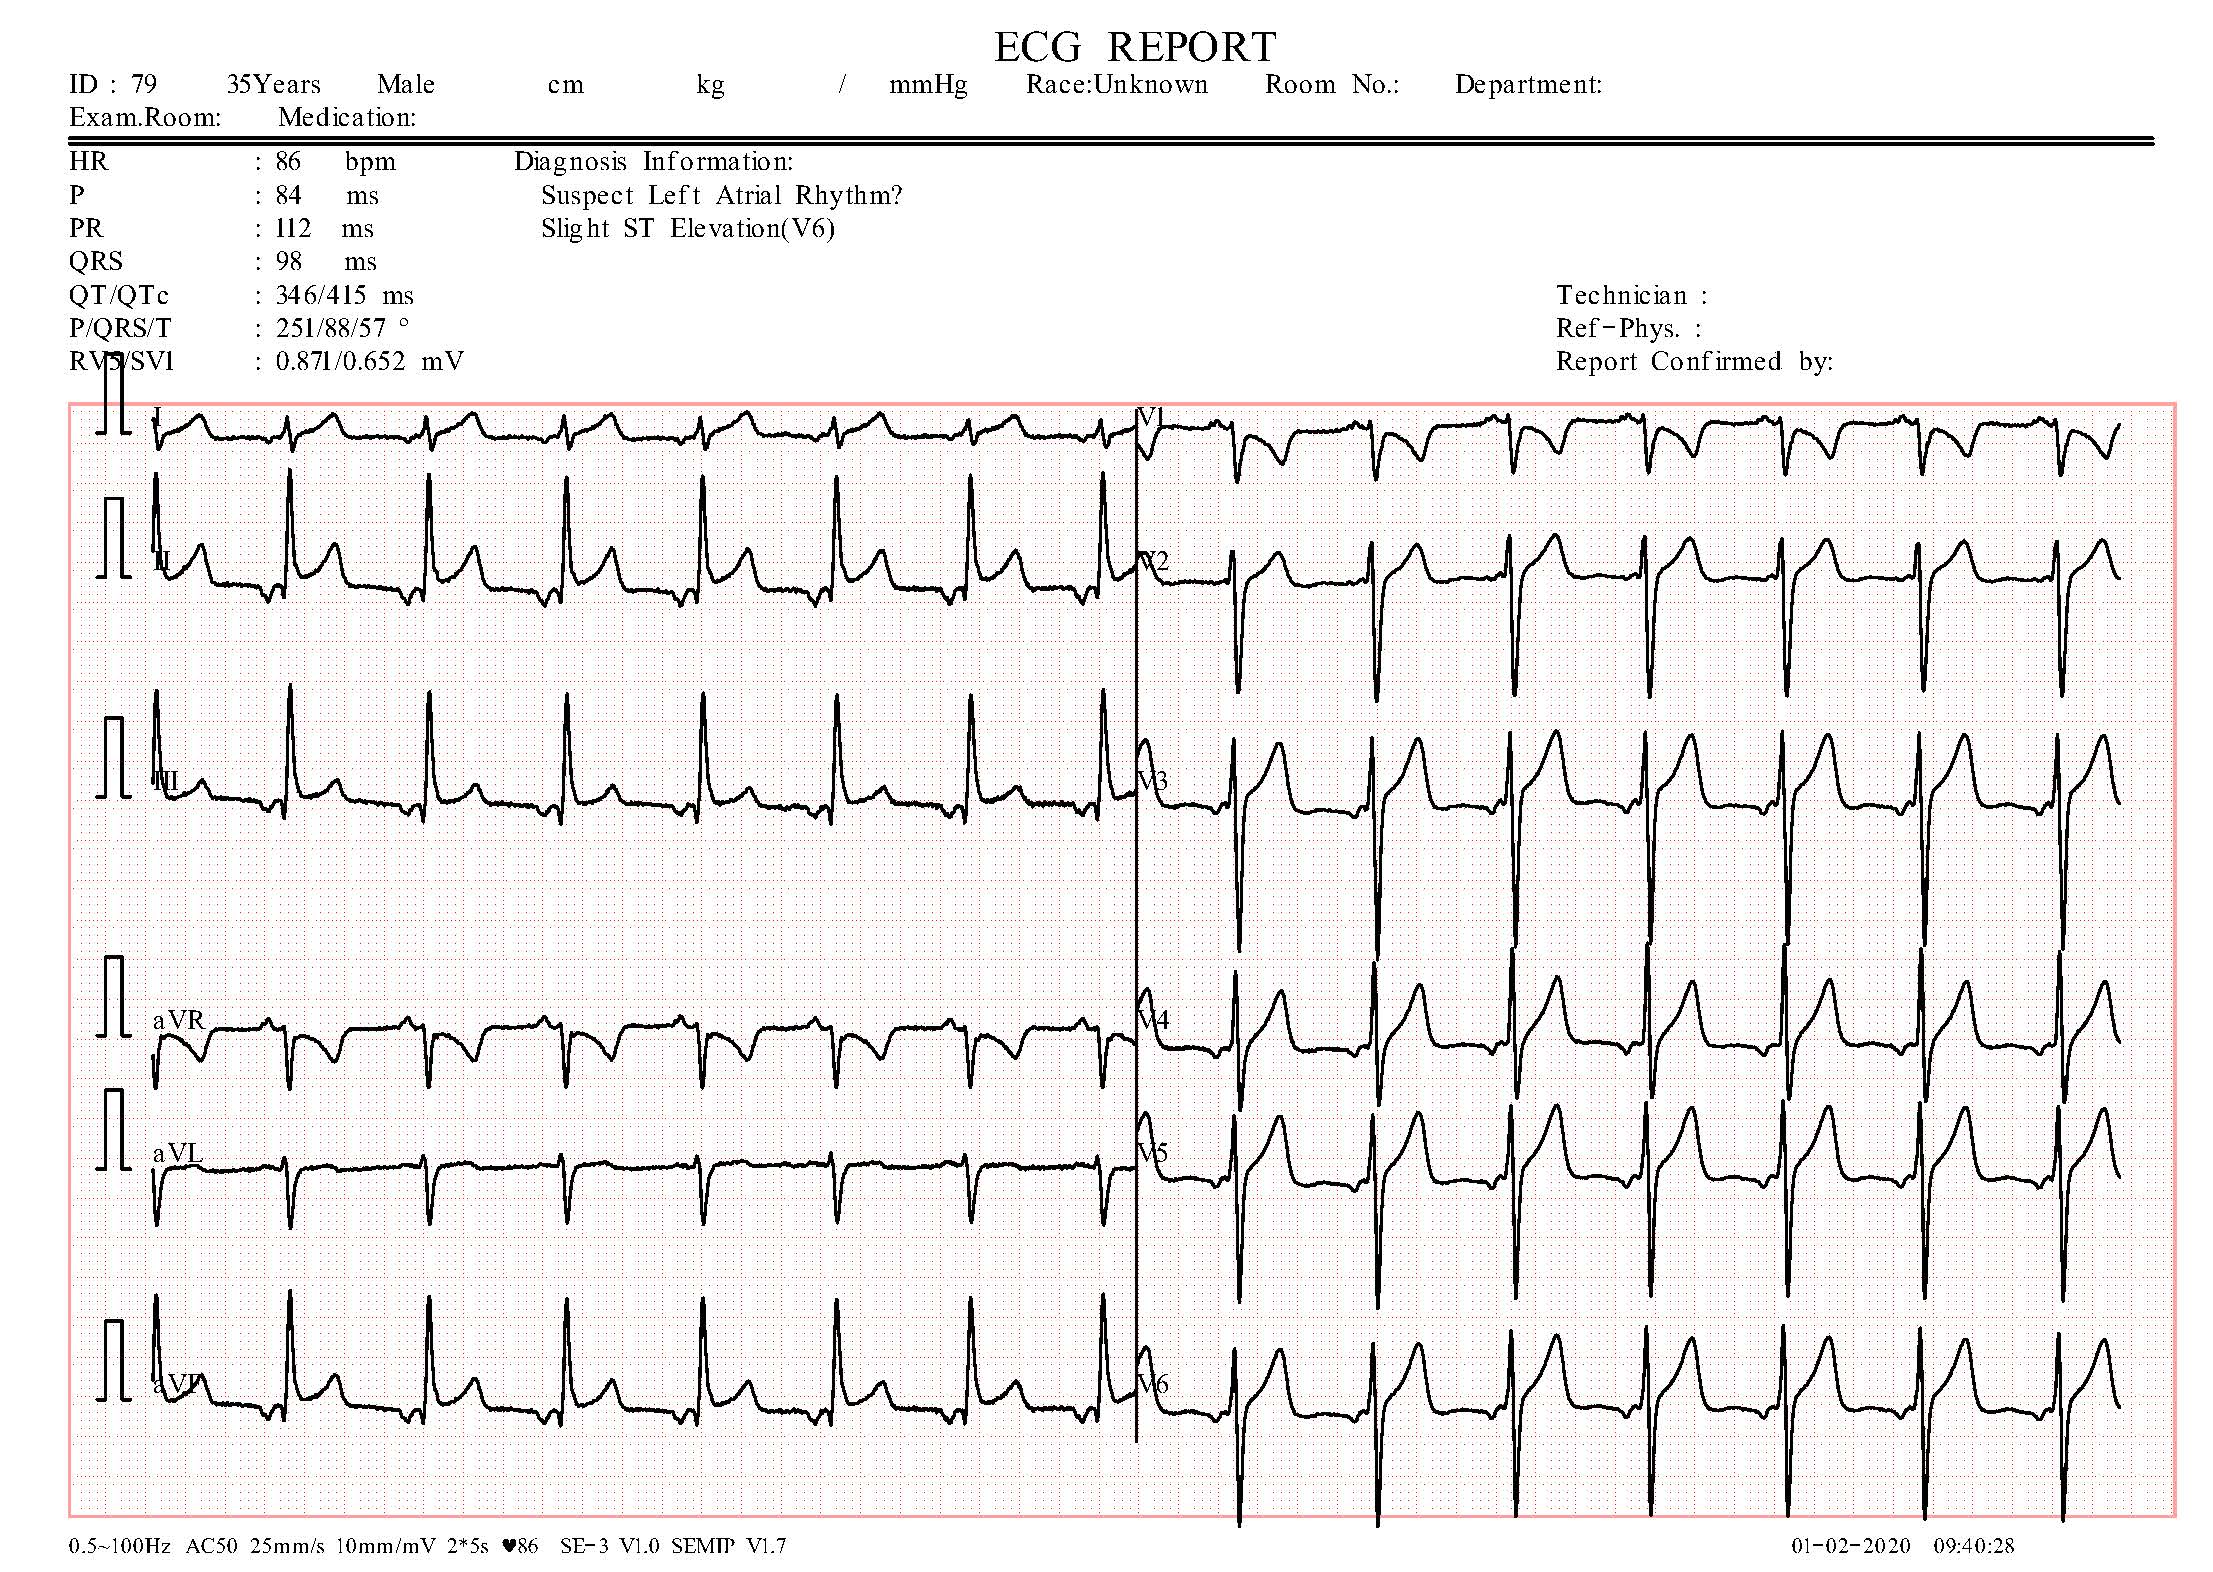 ECG REPORT
ID : 79 35Years Male cm kg / mmHg Race:Unknown Room No.: Department:
Exam.Room: Medication:
HR : 86 bpm Diagnosis Information:
P : 84 ms Suspect Left Atrial Rhythm?
PR : 112 ms Slight ST Elevation(V6)
QRS : 98 ms
QT/QTc : 346/415 ms Technician :
P/QRS/T : 251/88/57 ° Ref-Phys. :
RV5/SV1 : 0.871/0.652 mV Report Confirmed by:
I V1
II V2
III V3
aVR V4
aVL V5
aVF V6
0.5~100Hz AC50 25mm/s 10mm/mV 2*5s ♥86 SE-3 V1.0 SEMIP V1.7 01-02-2020 09:40:28